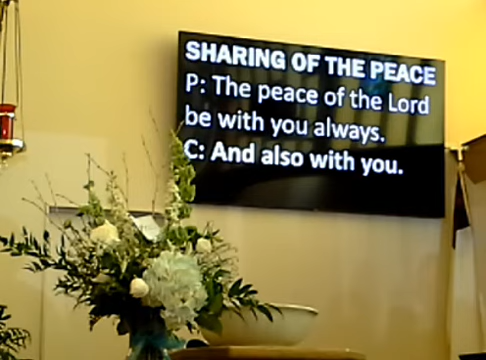 SHARING OF THE PEACE
P: The peace of the Lord
be with you always.
C: And also with you.